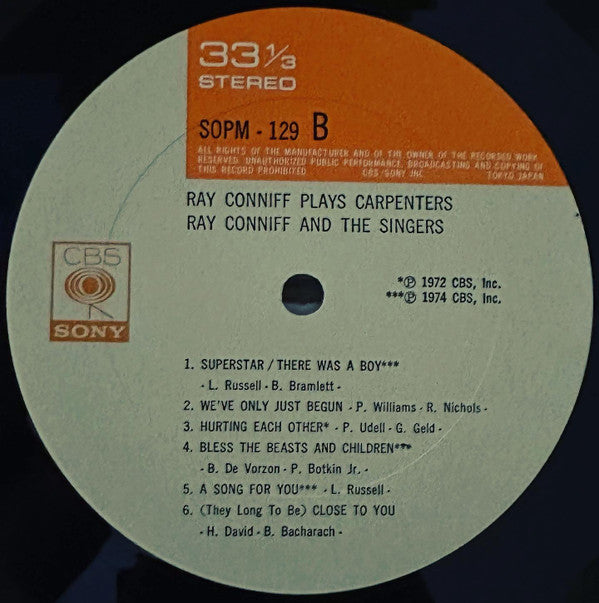 33 1/3
STEREO
SOPM - 129 B
ALL RIGHTS OF THE MANUFACTURER AND OF THE OWNER OF THE RECORDED WORK
RESERVED. UNAUTHORIZED PUBLIC PERFORMANCE, BROADCASTING AND COPYING OF
THIS RECORD PROHIBITED CBS/SONY INC. TOKYO JAPAN
RAY CONNIFF PLAYS CARPENTERS
RAY CONNIFF AND THE SINGERS
CBS
SONY
*Ⓟ 1972 CBS, Inc.
***Ⓟ 1974 CBS, Inc.
1. SUPERSTAR / THERE WAS A BOY***
- L. Russell - B. Bramlett -
2. WE'VE ONLY JUST BEGUN - P. Williams - R. Nichols -
3. HURTING EACH OTHER* - P. Udell - G. Geld -
4. BLESS THE BEASTS AND CHILDREN***
- B. De Vorzon - P. Botkin Jr. -
5. A SONG FOR YOU*** - L. Russell -
6. (They Long To Be) CLOSE TO YOU
- H. David - B. Bacharach -